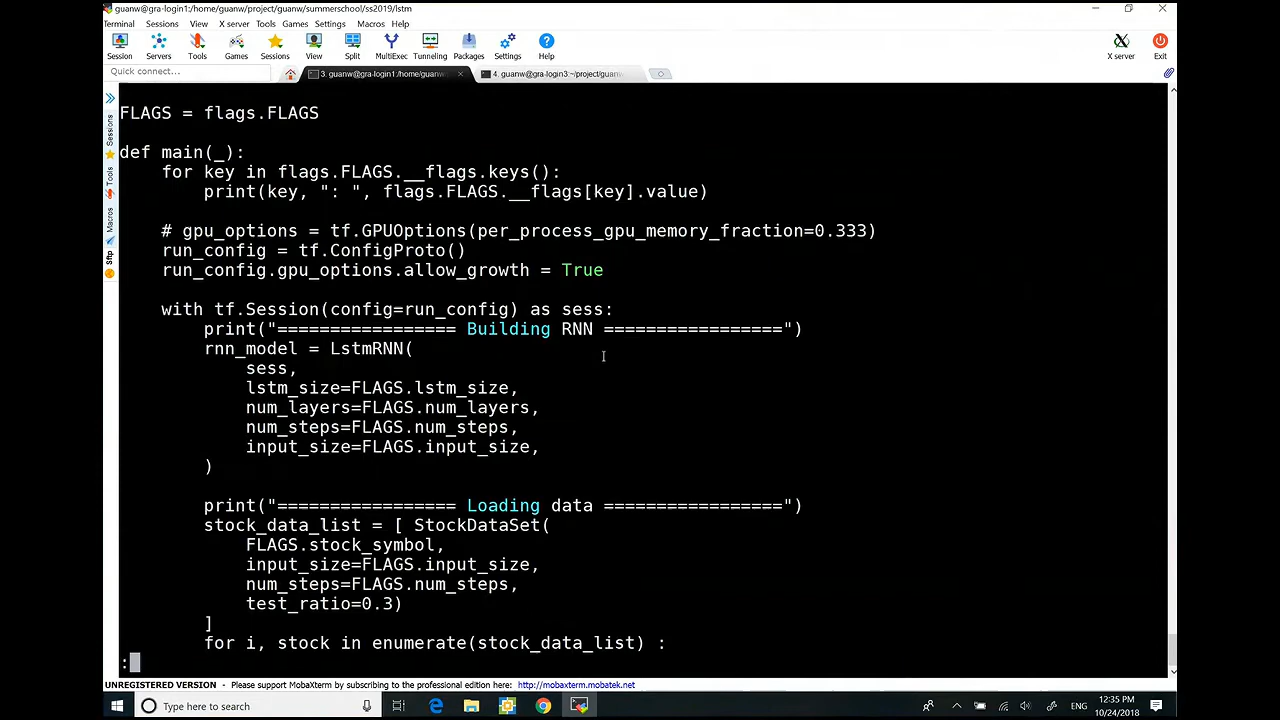 guanw@gra-login1:/home/guanw/project/guanw/summerschool/ss2019/lstm
Terminal Sessions View X server Tools Games Settings Macros Help
Session Servers Tools Games Sessions View Split MultiExec Tunneling Packages Settings Help X server Exit
Quick connect...
3. guanw@gra-login1:/home/guanw
4. guanw@gra-login3:~/project/guanw
Sessions
Tools
Macros
Sftp
FLAGS = flags.FLAGS
def main(_):
for key in flags.FLAGS.__flags.keys():
print(key, ": ", flags.FLAGS.__flags[key].value)
# gpu_options = tf.GPUOptions(per_process_gpu_memory_fraction=0.333)
run_config = tf.ConfigProto()
run_config.gpu_options.allow_growth = True
with tf.Session(config=run_config) as sess:
print("================= Building RNN =================")
rnn_model = LstmRNN(
sess,
lstm_size=FLAGS.lstm_size,
num_layers=FLAGS.num_layers,
num_steps=FLAGS.num_steps,
input_size=FLAGS.input_size,
)
print("================= Loading data =================")
stock_data_list = [ StockDataSet(
FLAGS.stock_symbol,
input_size=FLAGS.input_size,
num_steps=FLAGS.num_steps,
test_ratio=0.3)
]
for i, stock in enumerate(stock_data_list) :
:
UNREGISTERED VERSION - Please support MobaXterm by subscribing to the professional edition here: http://mobaxterm.mobatek.net
Type here to search
ENG
12:35 PM
10/24/2018